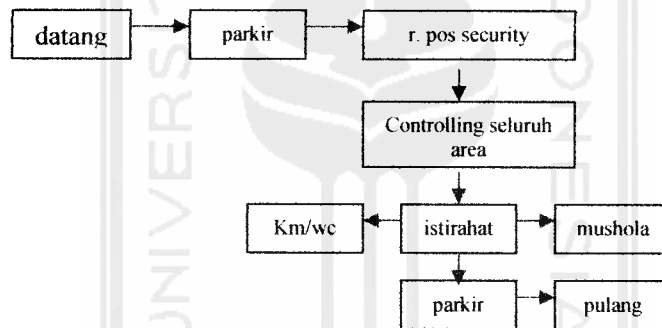 datang
parkir
r. pos security
Controlling seluruh
area
Km/wc
istirahat
mushola
parkir
pulang